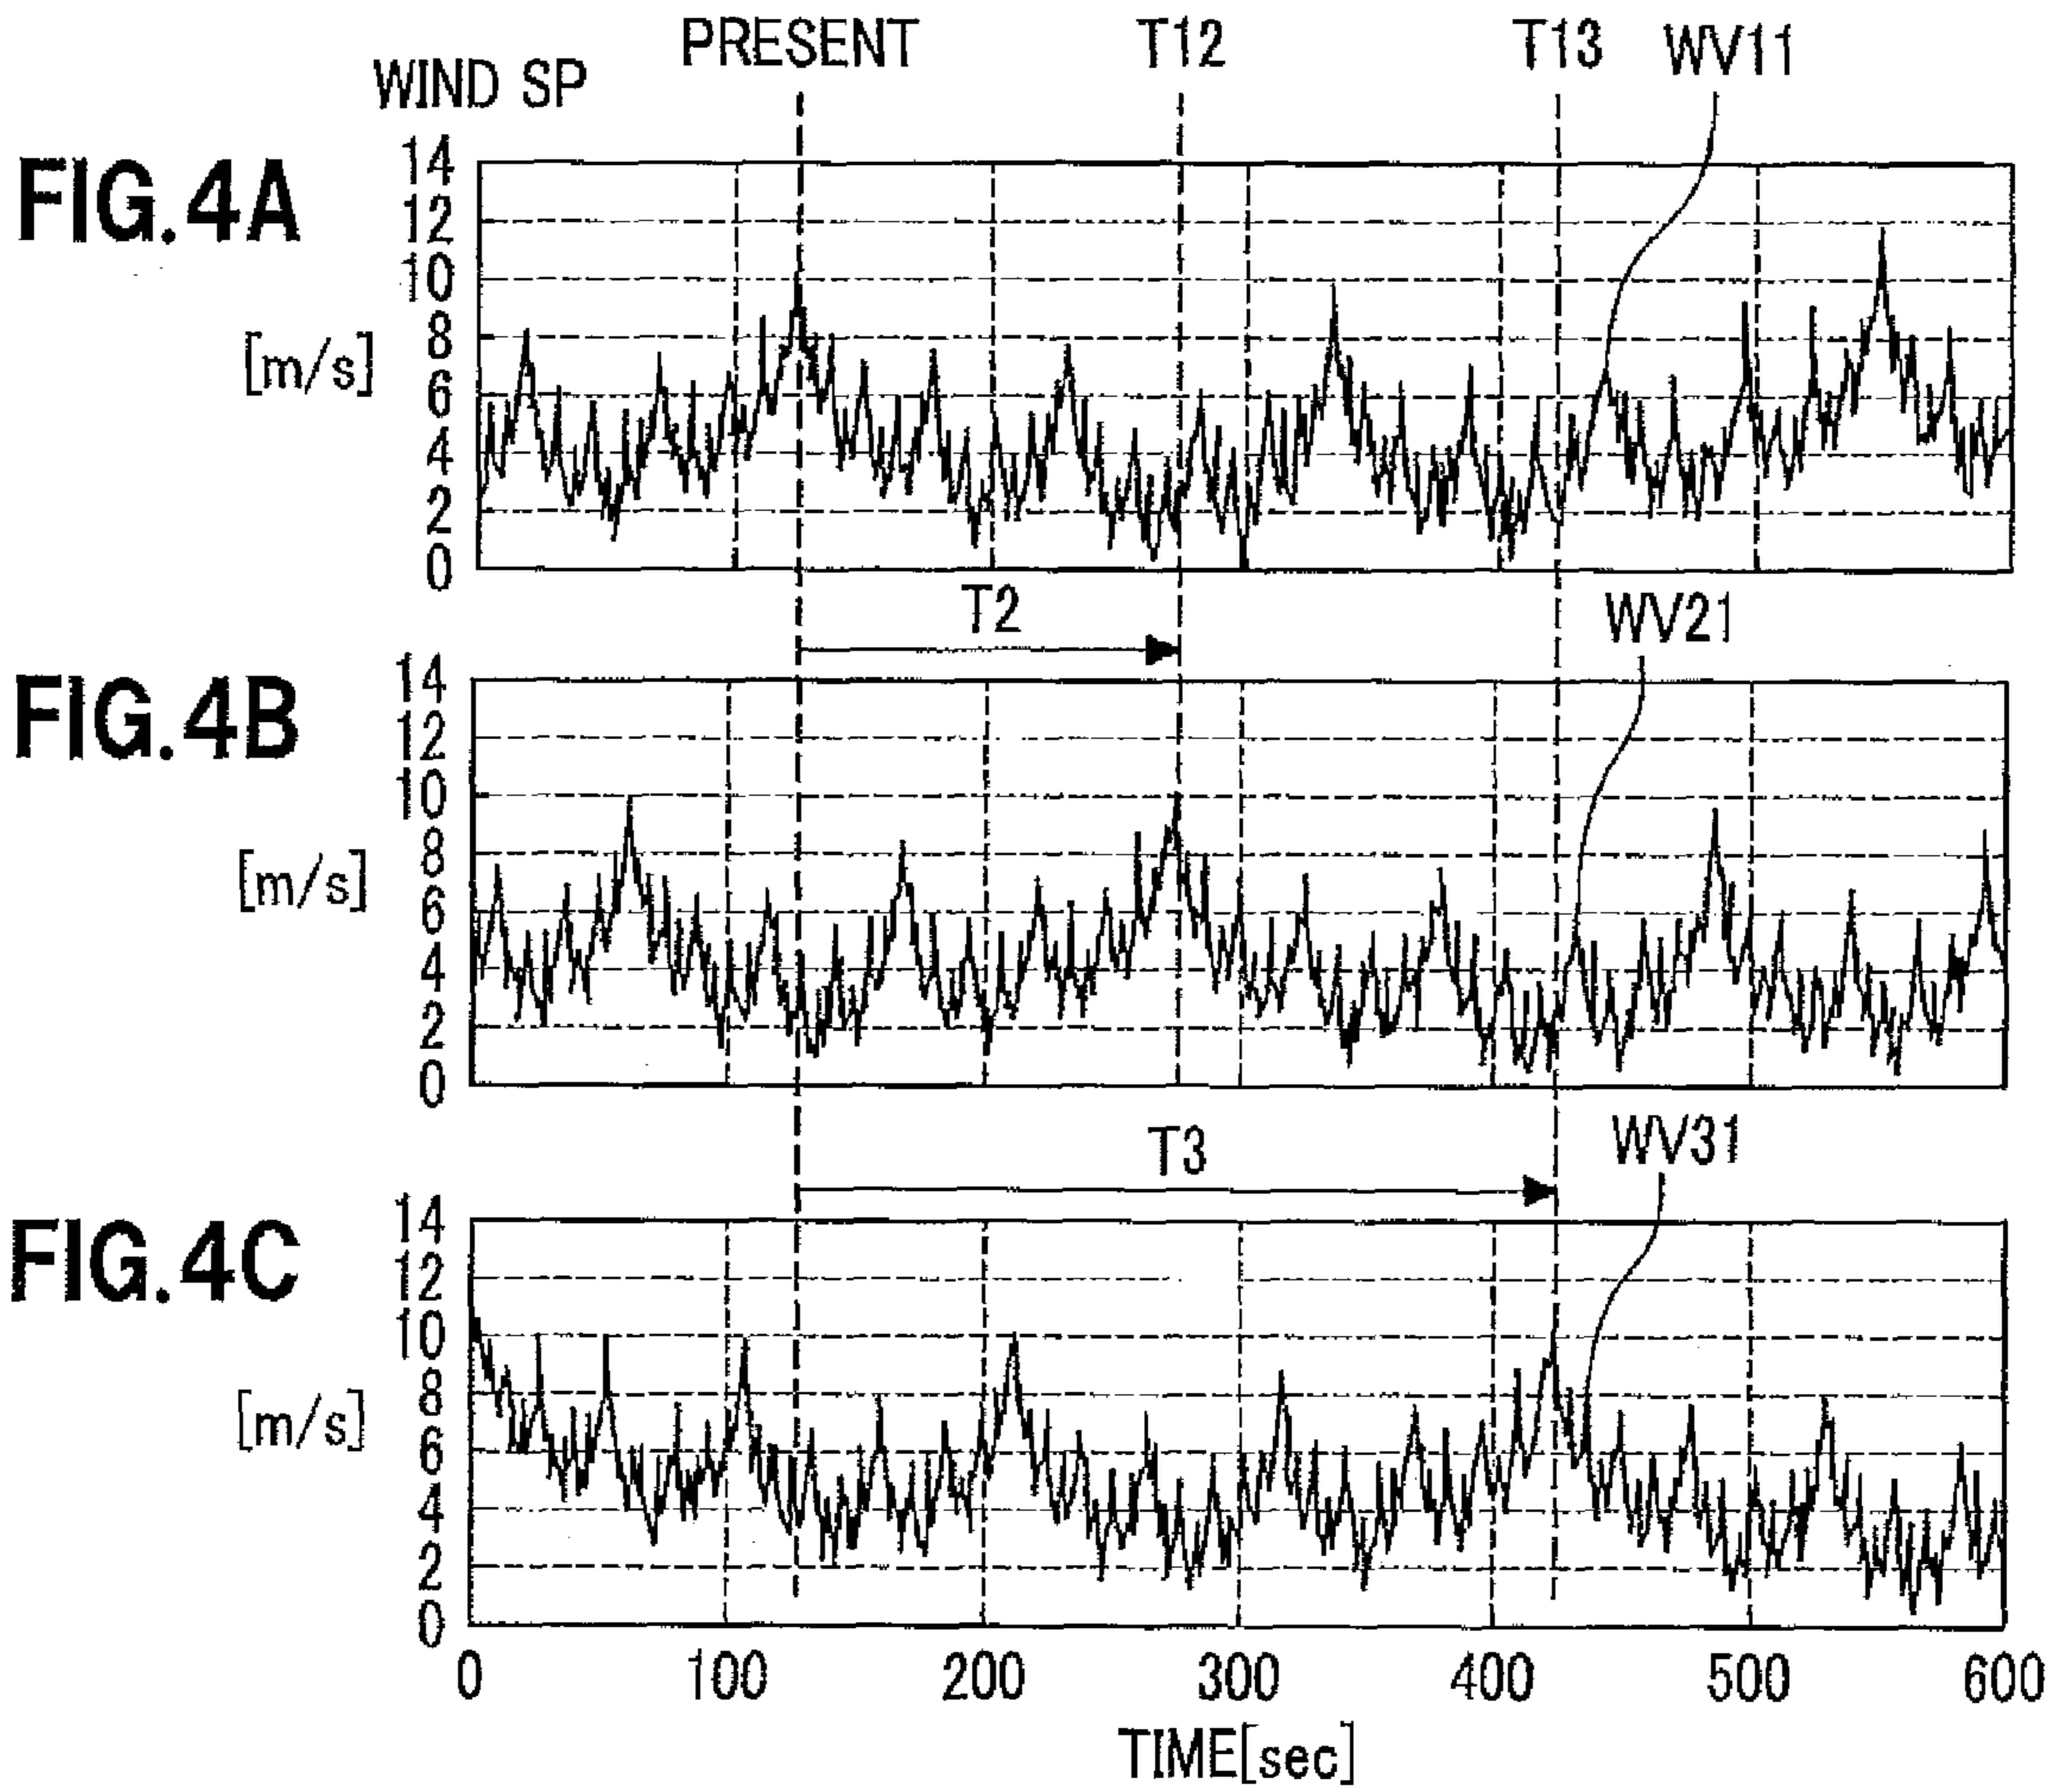 PRESENT T12 T13 WV11
WIND SP
FIG.4A
[m/s]
14
12
10
8
6
4
2
0
T2
WV21
FIG.4B
[m/s]
14
12
10
8
6
4
2
0
T3
WV31
FIG.4C
[m/s]
14
12
10
8
6
4
2
0
0 100 200 300 400 500 600
TIME[sec]